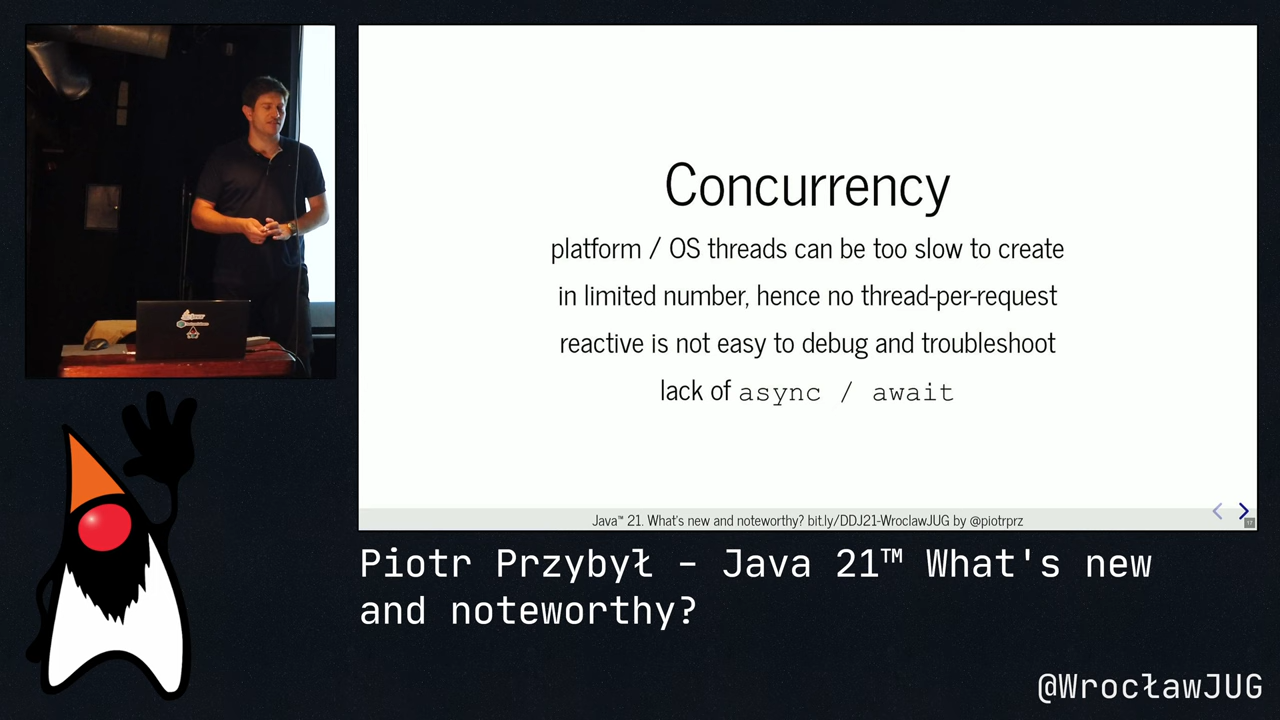 Concurrency
platform / OS threads can be too slow to create
in limited number, hence no thread-per-request
reactive is not easy to debug and troubleshoot
lack of async / await
Java™ 21. What's new and noteworthy? bit.ly/DDJ21-WroclawJUG by @piotrprz
17
Piotr Przybył – Java 21™ What's new
and noteworthy?
@WrocławJUG